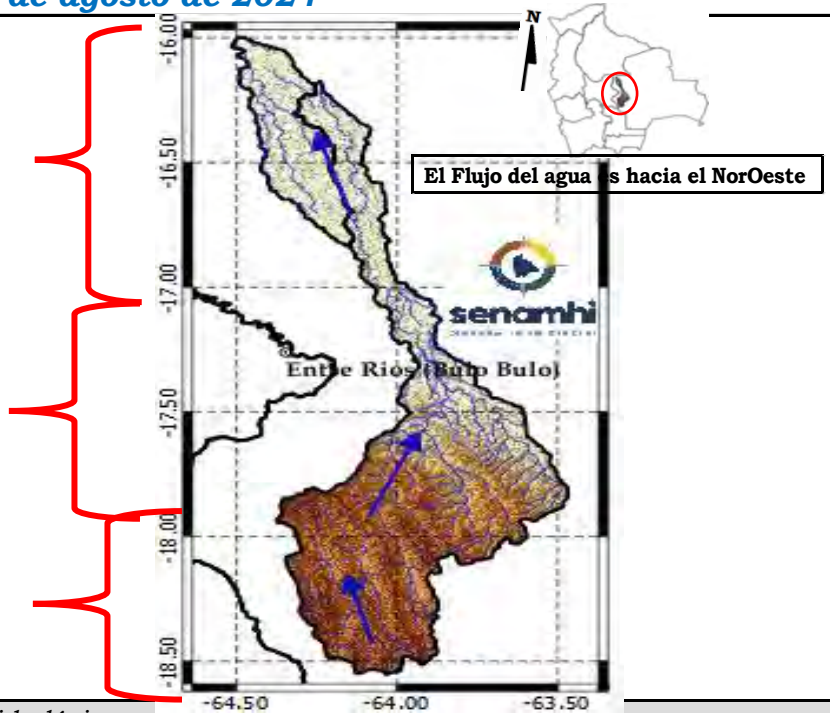 de agosto de 2024
N
El Flujo del agua es hacia el NorOeste
senamhi
Entre Rios (Bulo Bulo)
-16.00
-16.50
-17.00
-17.50
-18.00
-18.50
-64.50 -64.00 -63.50